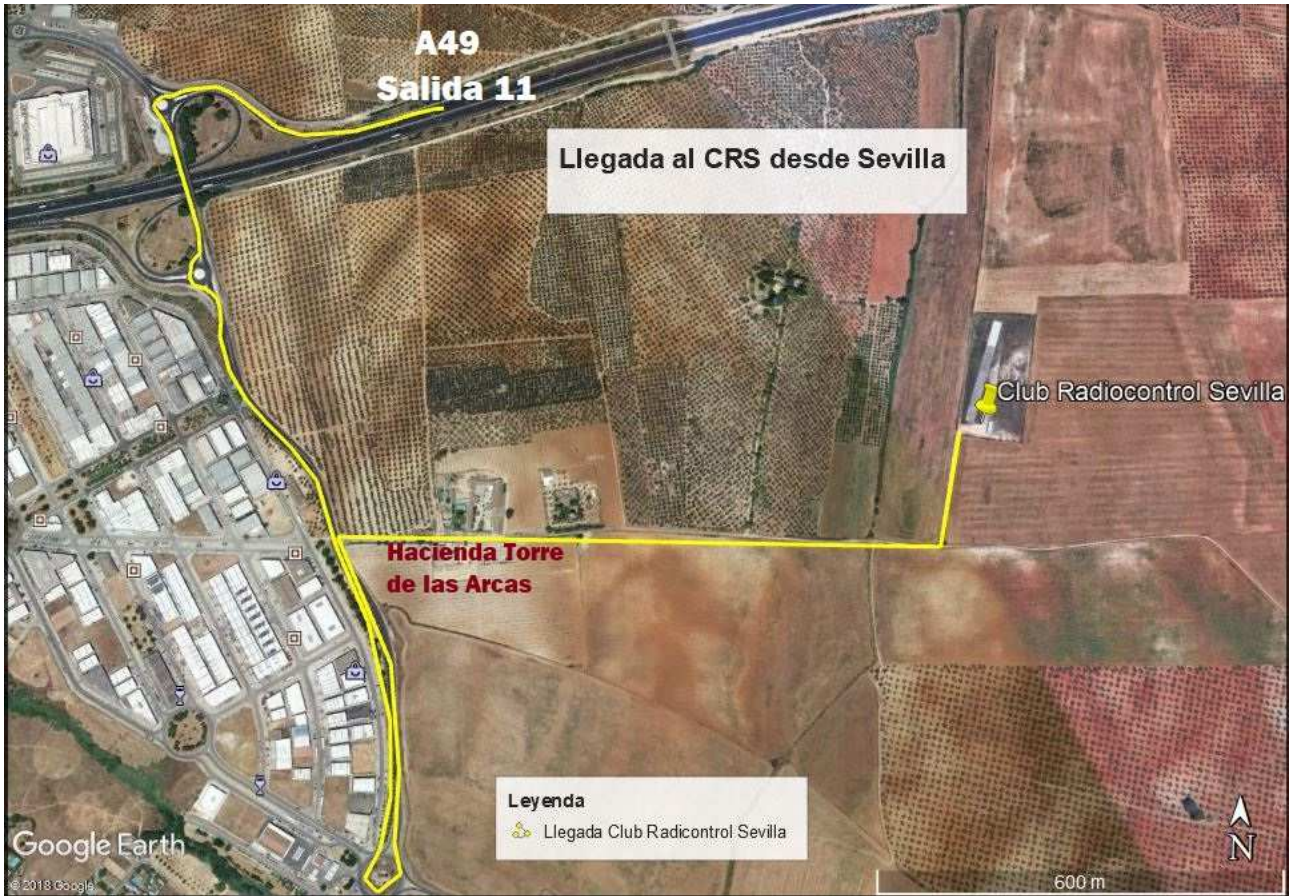 A49
Salida 11
Llegada al CRS desde Sevilla
Club Radiocontrol Sevilla
Hacienda Torre
de las Arcas
Leyenda
Llegada Club Radicontrol Sevilla
Google Earth
© 2018 Google
N
600 m